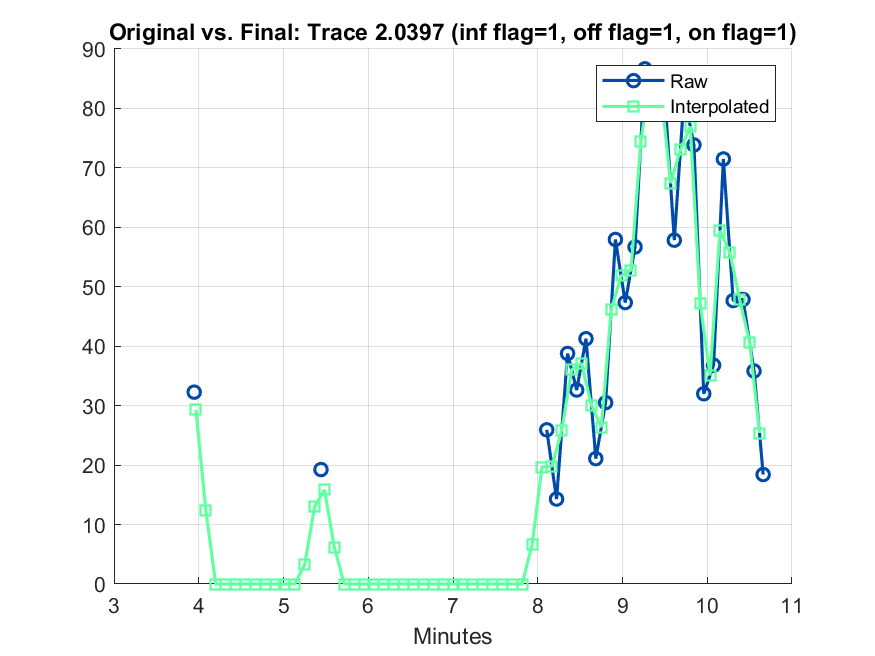 Original vs. Final: Trace 2.0397 (inf flag=1, off flag=1, on flag=1)
90
80
70
60
50
40
30
20
10
0
Raw
Interpolated
3 4 5 6 7 8 9 10 11
Minutes